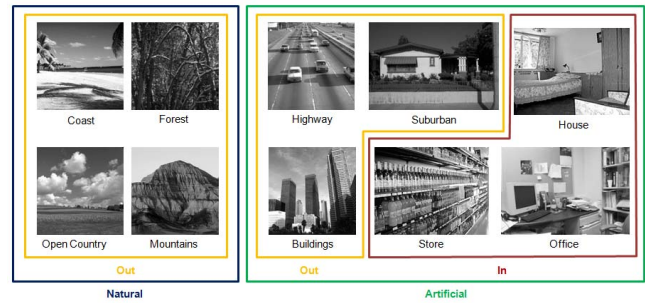 Coast
Forest
Highway
Suburban
House
Open Country
Mountains
Buildings
Store
Office
Out
Out
In
Natural
Artificial